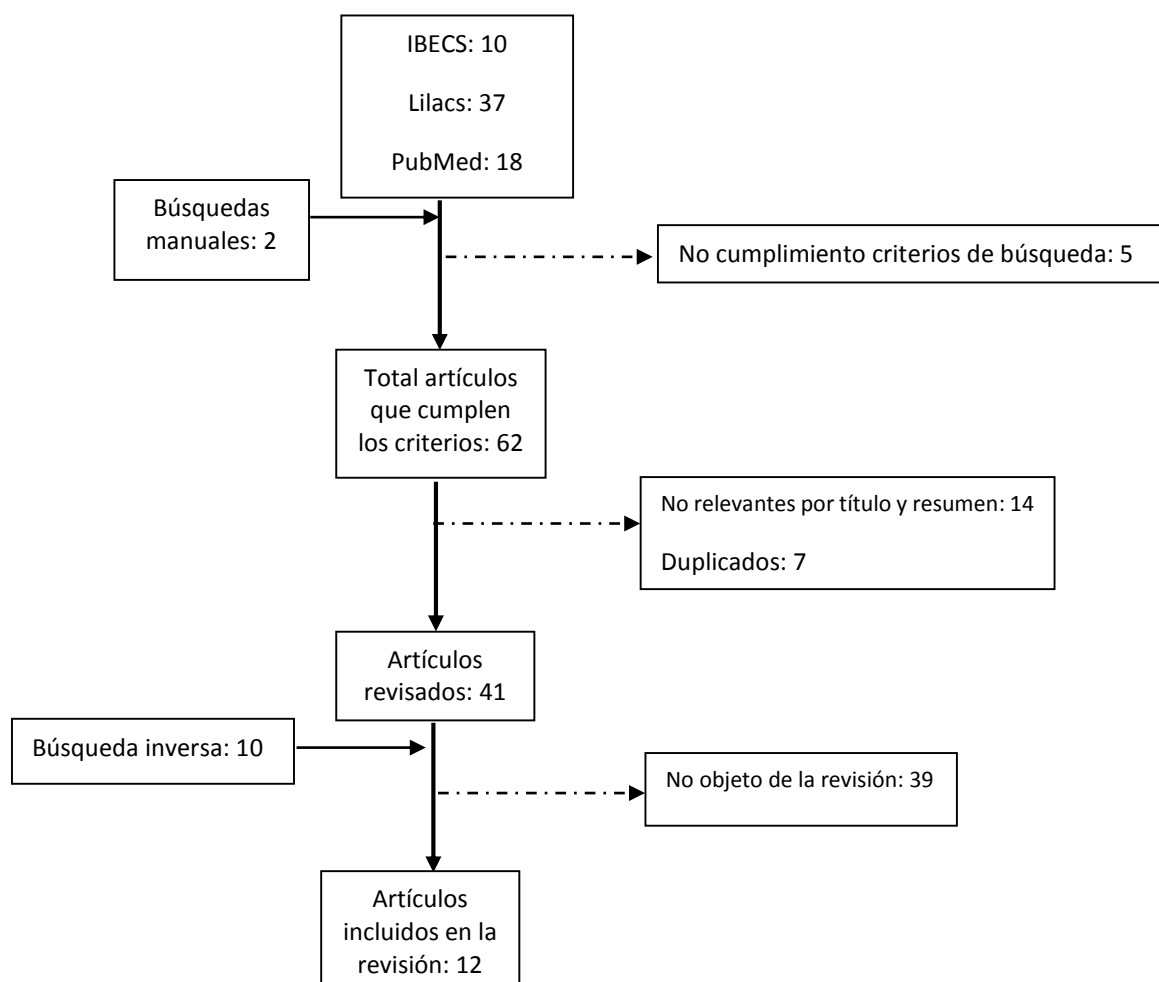 IBECS: 10
Lilacs: 37
PubMed: 18
Búsquedas
manuales: 2
No cumplimiento criterios de búsqueda: 5
Total artículos
que cumplen
los criterios: 62
No relevantes por título y resumen: 14
Duplicados: 7
Artículos
revisados: 41
Búsqueda inversa: 10
No objeto de la revisión: 39
Artículos
incluidos en la
revisión: 12